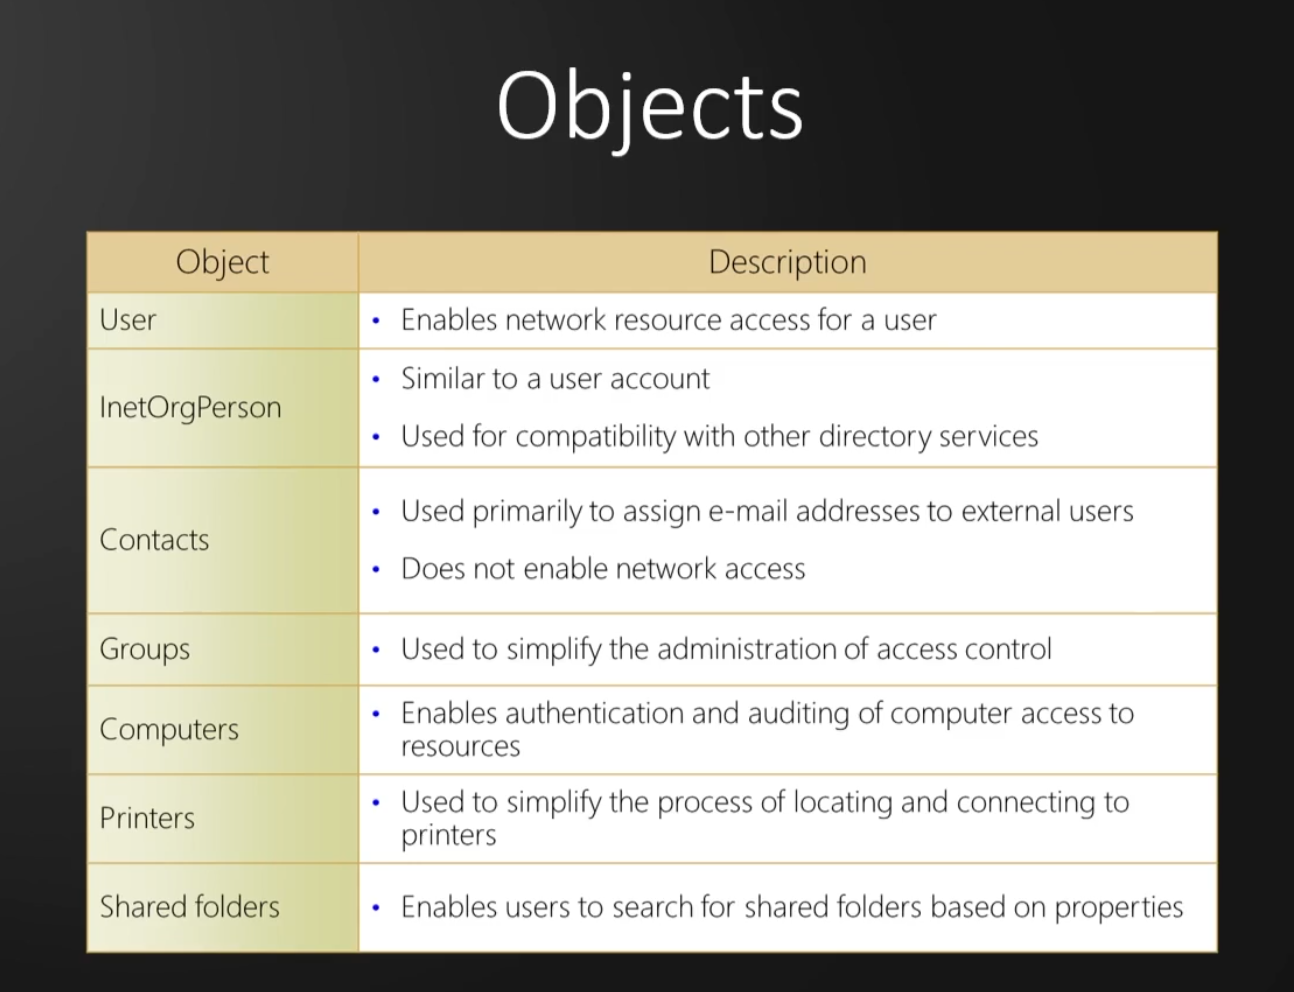 Objects
Object
Description
User
• Enables network resource access for a user
InetOrgPerson
• Similar to a user account
• Used for compatibility with other directory services
Contacts
• Used primarily to assign e-mail addresses to external users
• Does not enable network access
Groups
• Used to simplify the administration of access control
Computers
• Enables authentication and auditing of computer access to
resources
Printers
• Used to simplify the process of locating and connecting to
printers
Shared folders
• Enables users to search for shared folders based on properties